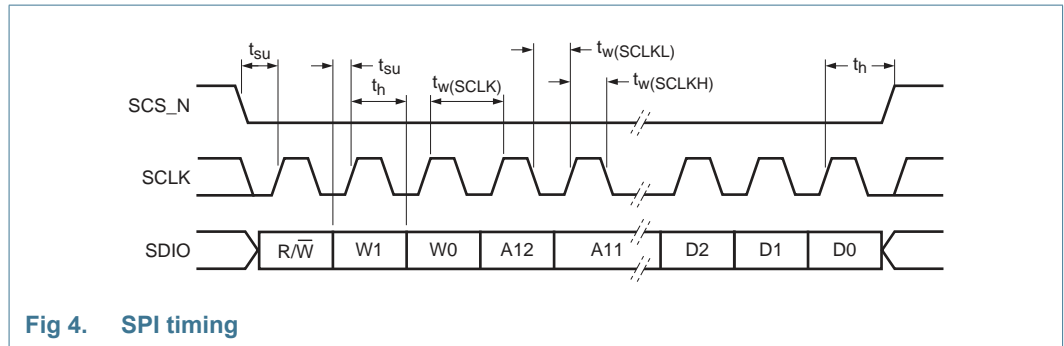 tsu
tsu
th
tw(SCLK)
tw(SCLKL)
tw(SCLKH)
th
SCS_N
SCLK
SDIO R/W̅ W1 W0 A12 A11 D2 D1 D0
Fig 4. SPI timing